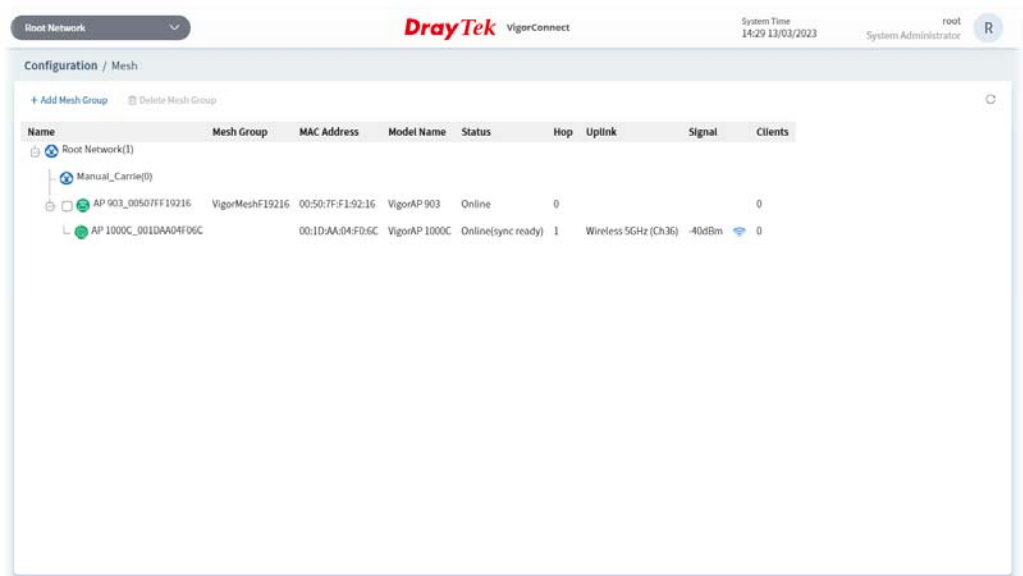 Root Network
DrayTek VigorConnect
System Time
14:29 13/03/2023
root
System Administrator
R
Configuration / Mesh
+ Add Mesh Group Delete Mesh Group
Name Mesh Group MAC Address Model Name Status Hop Uplink Signal Clients
Root Network(1)
Manual_Carrie(0)
AP 903_00507FF19216 VigorMeshF19216 00:50:7F:F1:92:16 VigorAP 903 Online 0 0
AP 1000C_001DAA04F06C 00:1D:AA:04:F0:6C VigorAP 1000C Online(sync ready) 1 Wireless 5GHz (Ch36) -40dBm 0